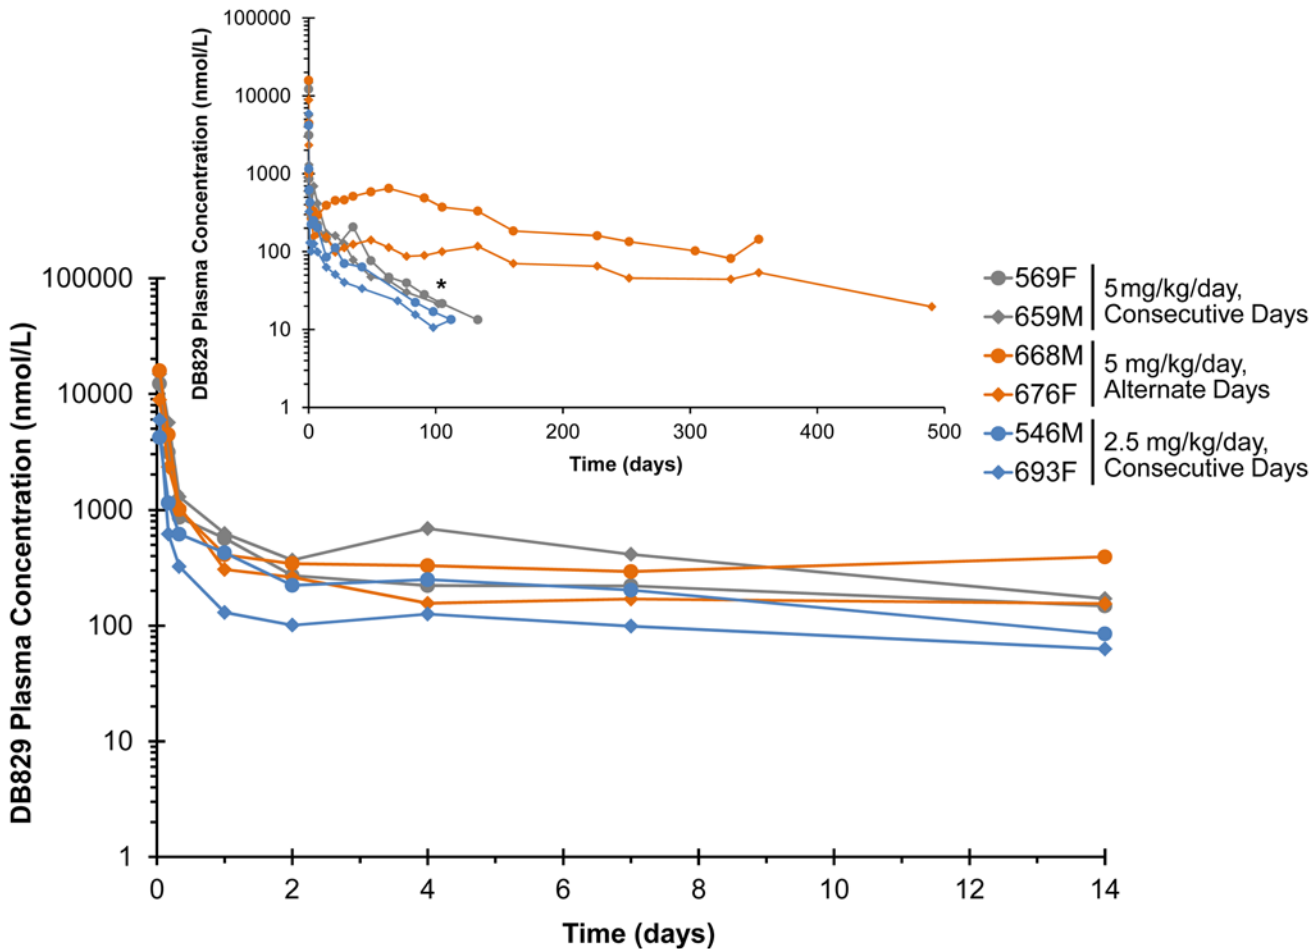 100000
10000
1000
100
10
1
DB829 Plasma Concentration (nmol/L)
*
0 100 200 300 400 500
Time (days)
100000
10000
1000
100
10
1
DB829 Plasma Concentration (nmol/L)
0 2 4 6 8 10 12 14
Time (days)
569F
659M
5mg/kg/day,
Consecutive Days
668M
676F
5 mg/kg/day,
Alternate Days
546M
693F
2.5 mg/kg/day,
Consecutive Days